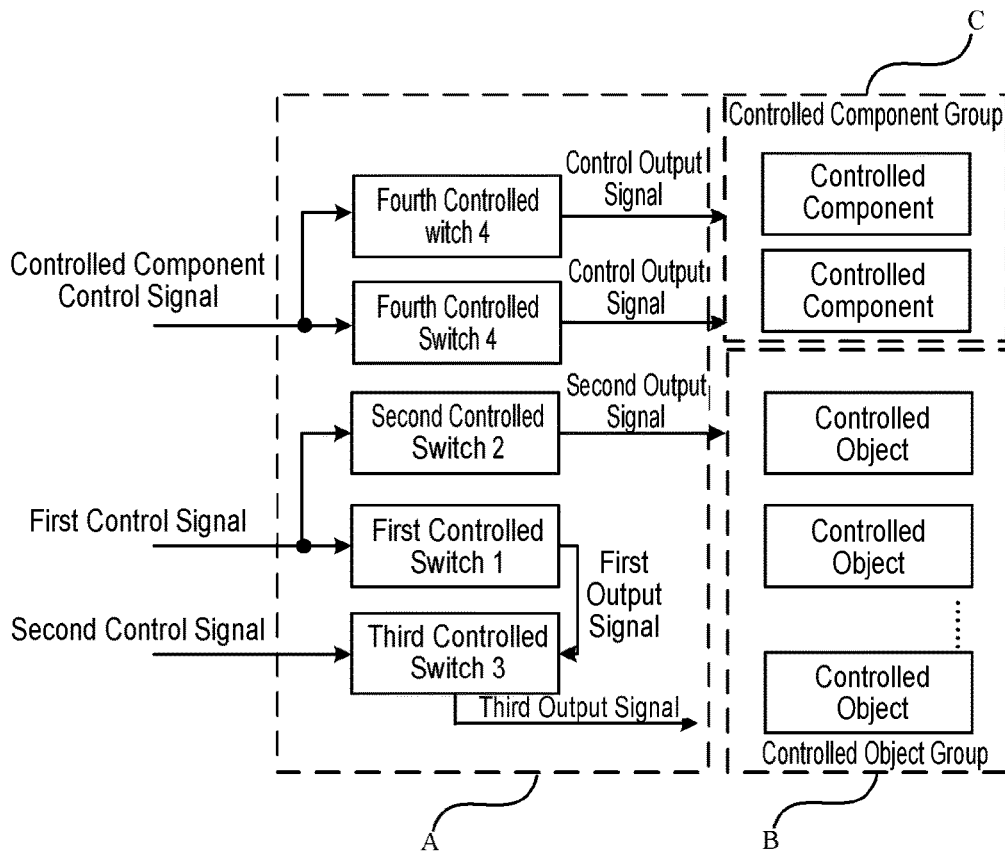 C
Controlled Component Group
Control Output
Signal
Fourth Controlled
witch 4
Controlled
Component
Controlled Component
Control Signal
Control Output
Signal
Fourth Controlled
Switch 4
Controlled
Component
Second Output
Signal
Second Controlled
Switch 2
Controlled
Object
First Control Signal
First Controlled
Switch 1
First
Output
Signal
Controlled
Object
Second Control Signal
Third Controlled
Switch 3
Third Output Signal
Controlled
Object
Controlled Object Group
A
B